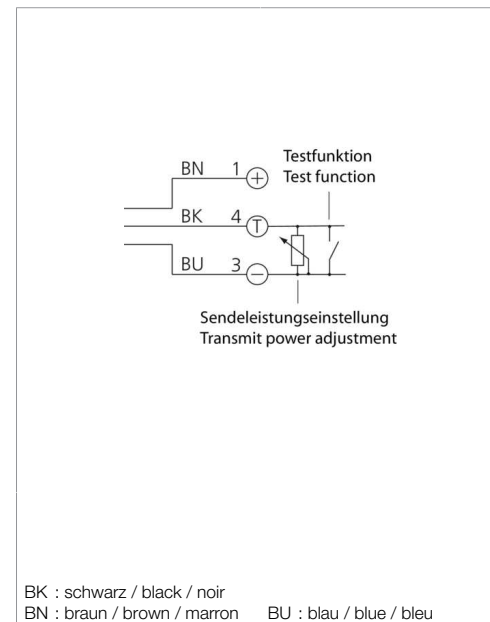 Testfunktion
Test function
BN 1 +
BK 4 T
BU 3 −
Sendeleistungseinstellung
Transmit power adjustment
BK : schwarz / black / noir
BN : braun / brown / marron BU : blau / blue / bleu